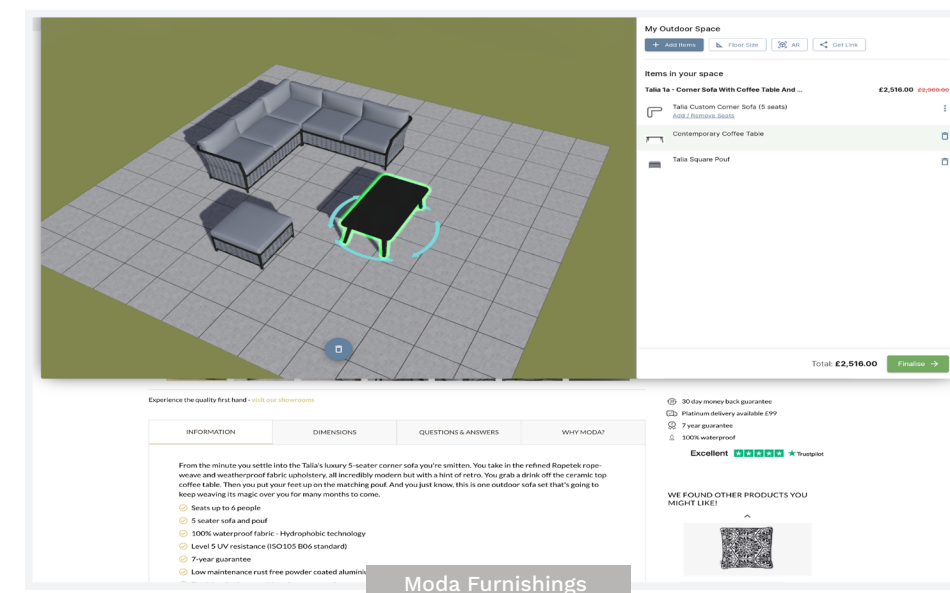 My Outdoor Space
+ Add Items
Floor Size
AR
Get Link
Items in your space
Talia 1a - Corner Sofa With Coffee Table And ... £2,516.00 £2,960.00
Talia Custom Corner Sofa (5 seats)
Add / Remove Seats
Contemporary Coffee Table
Talia Square Pouf
Total: £2,516.00 Finalise →
Experience the quality first hand - visit our showrooms
INFORMATION DIMENSIONS QUESTIONS & ANSWERS WHY MODA?
From the minute you settle into the Talia's luxury 5-seater corner sofa you're smitten. You take in the refined Ropetek rope-
weave and weatherproof fabric upholstery, all incredibly modern but with a hint of retro. You grab a drink off the ceramic top
coffee table. Then you put your feet up on the matching pouf. And you just know, this is one outdoor sofa set that's going to
keep weaving its magic over you for many months to come.
Seats up to 6 people
5 seater sofa and pouf
100% waterproof fabric - Hydrophobic technology
Level 5 UV resistance (ISO105 B06 standard)
7-year guarantee
Low maintenance rust free powder coated
30 day money back guarantee
Platinum delivery available £99
7 year guarantee
100% waterproof
Excellent Trustpilot
WE FOUND OTHER PRODUCTS YOU
MIGHT LIKE!
Moda Furnishings